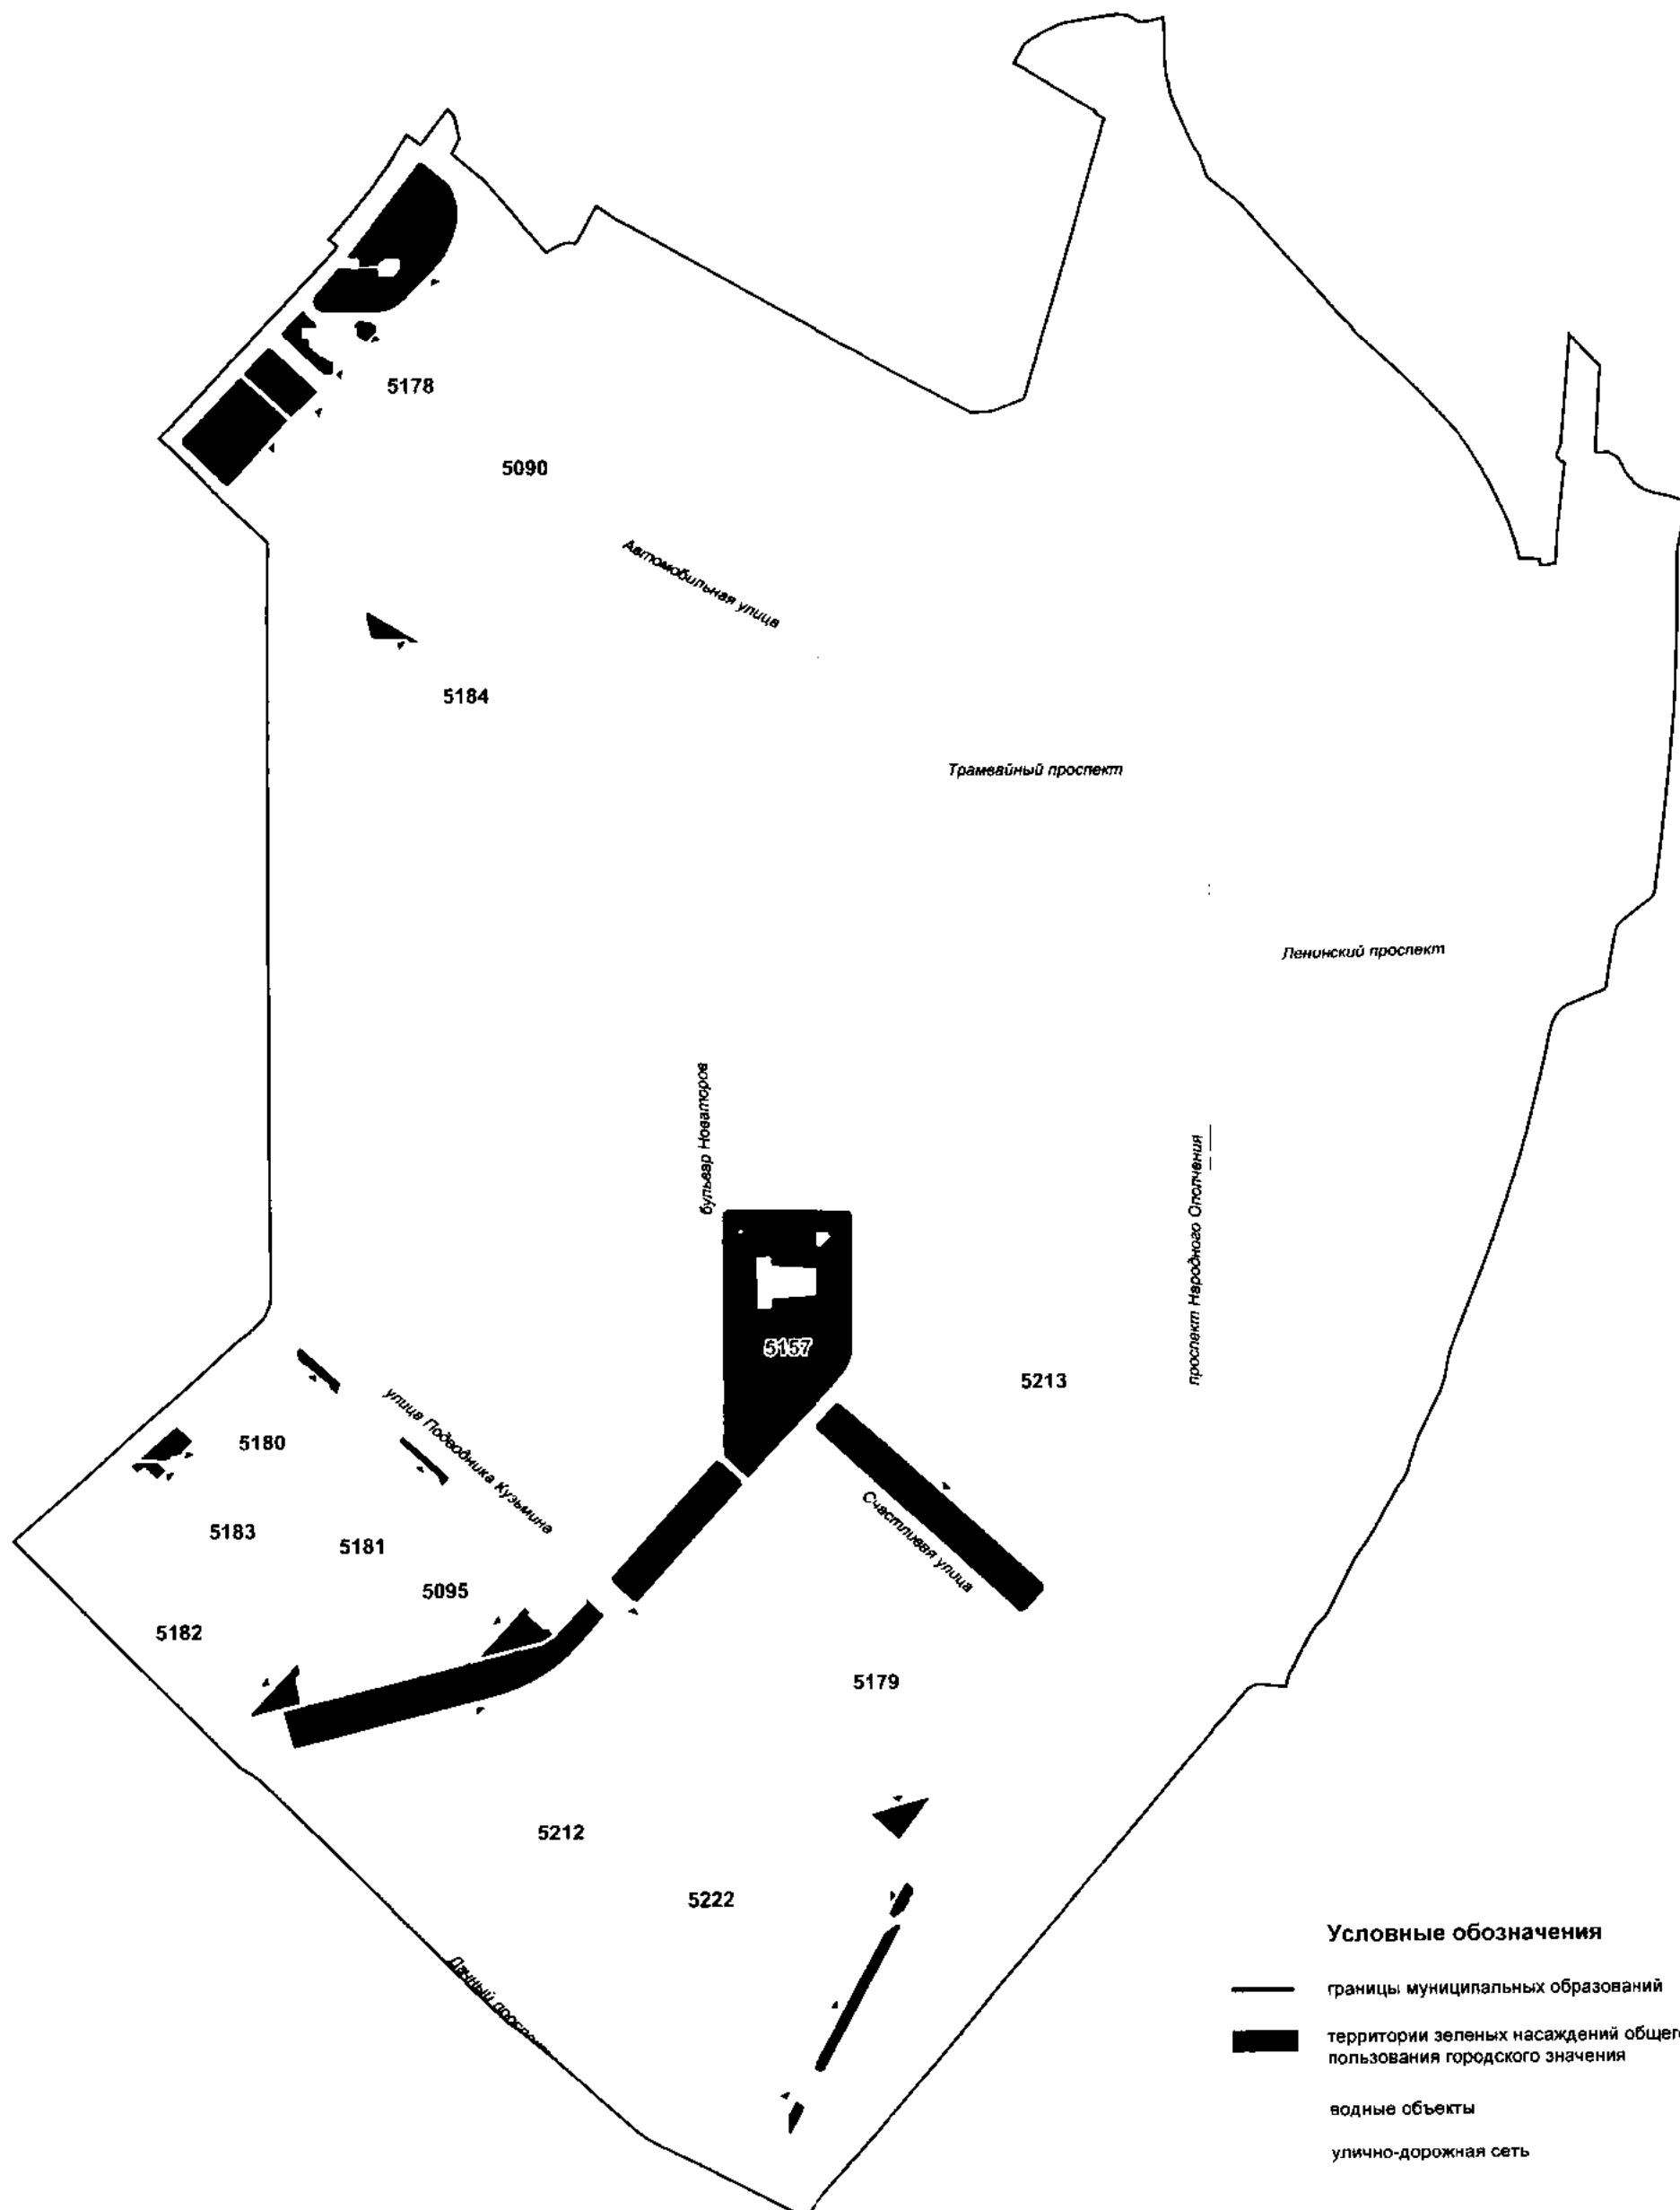 5178
5090
Автомобильная улица
5184
Трамвайный проспект
Ленинский проспект
бульвар Новаторов
проспект Народного Ополчения
5157
5213
улица Подводника Кузьмина
5180
Счастливая улица
5183
5181
5095
5182
5179
5212
5222
Дачный проспект
Условные обозначения
границы муниципальных образований
территории зеленых насаждений общего
пользования городского значения
водные объекты
улично-дорожная сеть